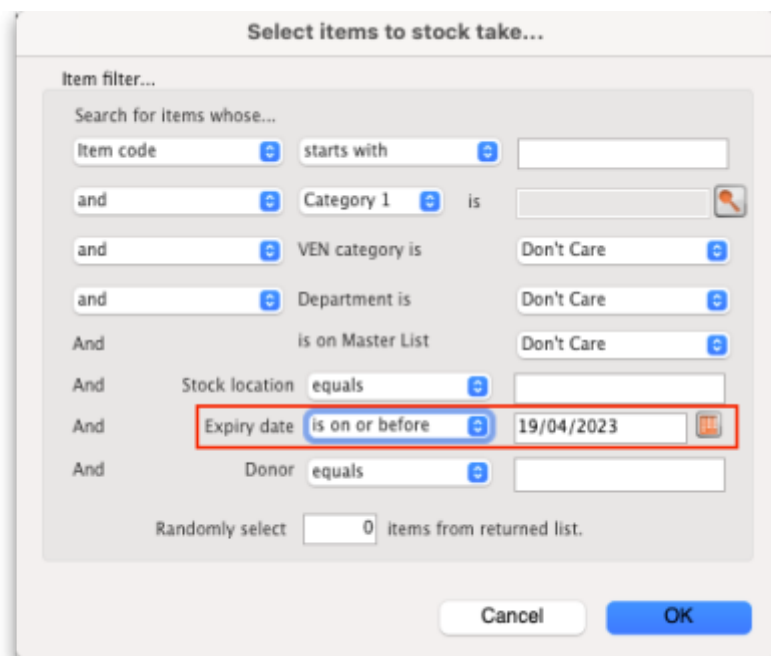 Select items to stock take...
Item filter...
Search for items whose...
Item code starts with
and Category 1 is
and VEN category is Don't Care
and Department is Don't Care
And is on Master List Don't Care
And Stock location equals
And Expiry date is on or before 19/04/2023
And Donor equals
Randomly select 0 items from returned list.
Cancel OK